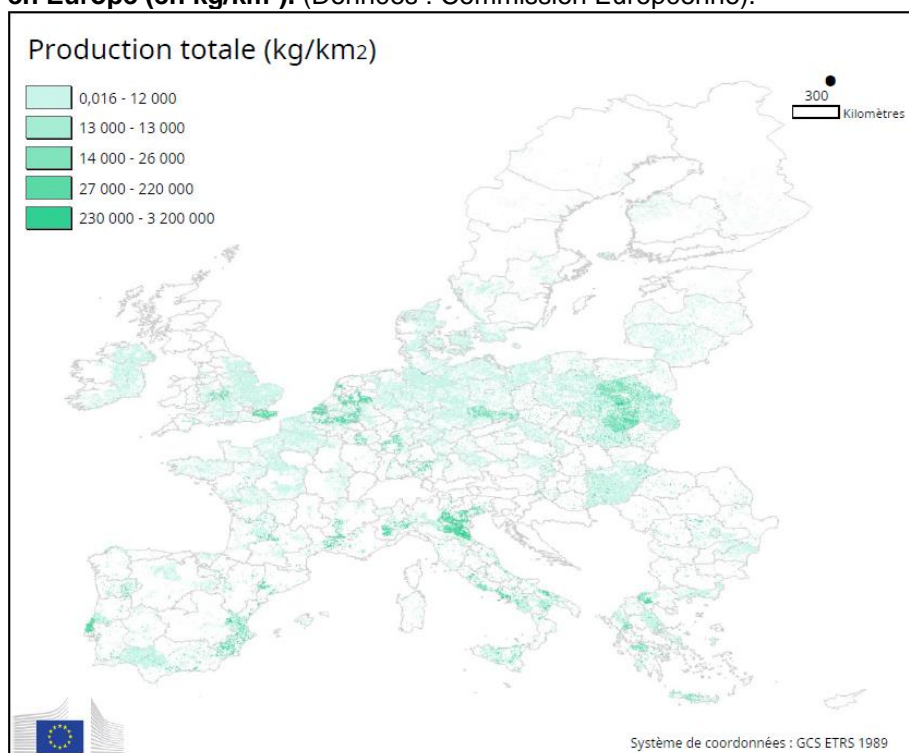 en Europe (en kg/km²). (Données : Commission Européenne).
Production totale (kg/km2)
0,016 - 12 000
13 000 - 13 000
14 000 - 26 000
27 000 - 220 000
230 000 - 3 200 000
300
Kilomètres
Système de coordonnées : GCS ETRS 1989